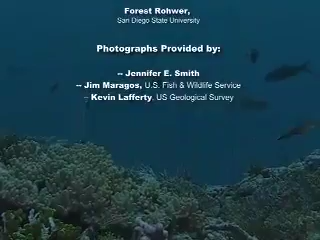 Forest Rohwer,
San Diego State University
Photographs Provided by:
-- Jennifer E. Smith
-- Jim Maragos, U.S. Fish & Wildlife Service
-- Kevin Lafferty, US Geological Survey